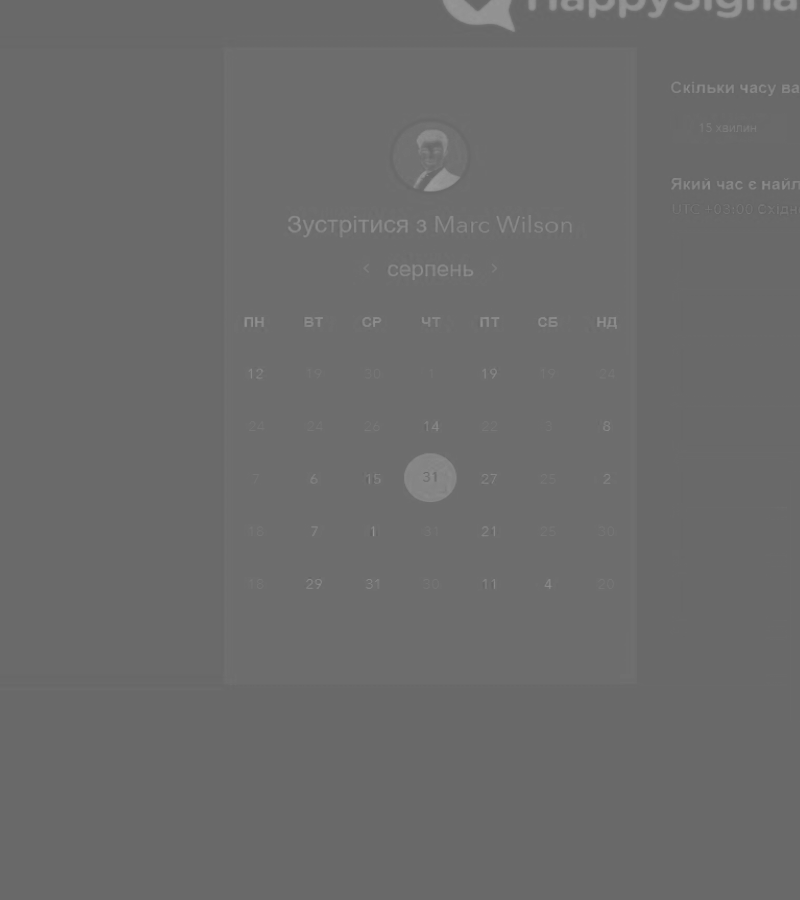 HappySigna
Скільки часу ва
15 хвилин
Який час є найл
UTC +03:00 Східн
Зустрітися з Marc Wilson
‹ серпень ›
ПН ВТ СР ЧТ ПТ СБ НД
12 19 30 1 19 19 24
24 24 26 14 22 8
7 6 15 31 27 25 2
18 7 1 31 21 28 30
18 29 31 30 11 4 20